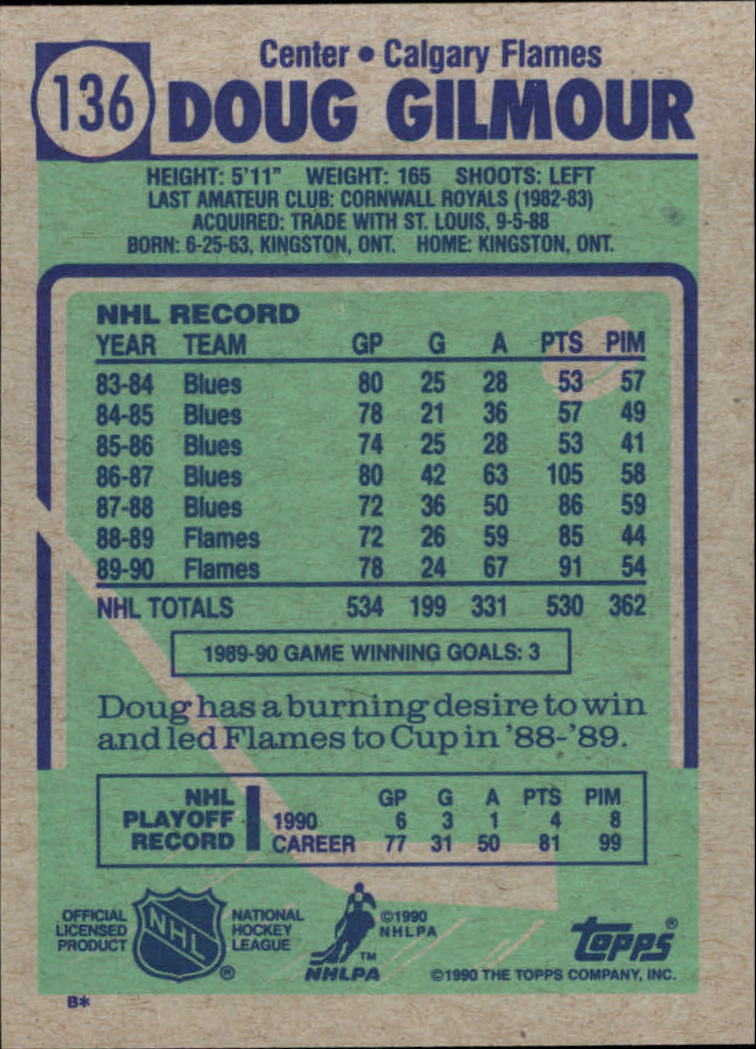 136
Center • Calgary Flames
DOUG GILMOUR
HEIGHT: 5'11" WEIGHT: 165 SHOOTS: LEFT
LAST AMATEUR CLUB: CORNWALL ROYALS (1982-83)
ACQUIRED: TRADE WITH ST. LOUIS, 9-5-88
BORN: 6-25-63, KINGSTON, ONT. HOME: KINGSTON, ONT.
NHL RECORD
YEAR TEAM GP G A PTS PIM
83-84 Blues 80 25 28 53 57
84-85 Blues 78 21 36 57 49
85-86 Blues 74 25 28 53 41
86-87 Blues 80 42 63 105 58
87-88 Blues 72 36 50 86 59
88-89 Flames 72 26 59 85 44
89-90 Flames 78 24 67 91 54
NHL TOTALS 534 199 331 530 362
1989-90 GAME WINNING GOALS: 3
Doug has a burning desire to win
and led Flames to Cup in '88-'89.
NHL PLAYOFF RECORD
GP G A PTS PIM
1990 6 3 1 4 8
CAREER 77 31 50 81 99
OFFICIAL
LICENSED
PRODUCT
NHL
®
NATIONAL
HOCKEY
LEAGUE
TM
NHLPA
©1990
NHLPA
topps®
©1990 THE TOPPS COMPANY, INC.
B*